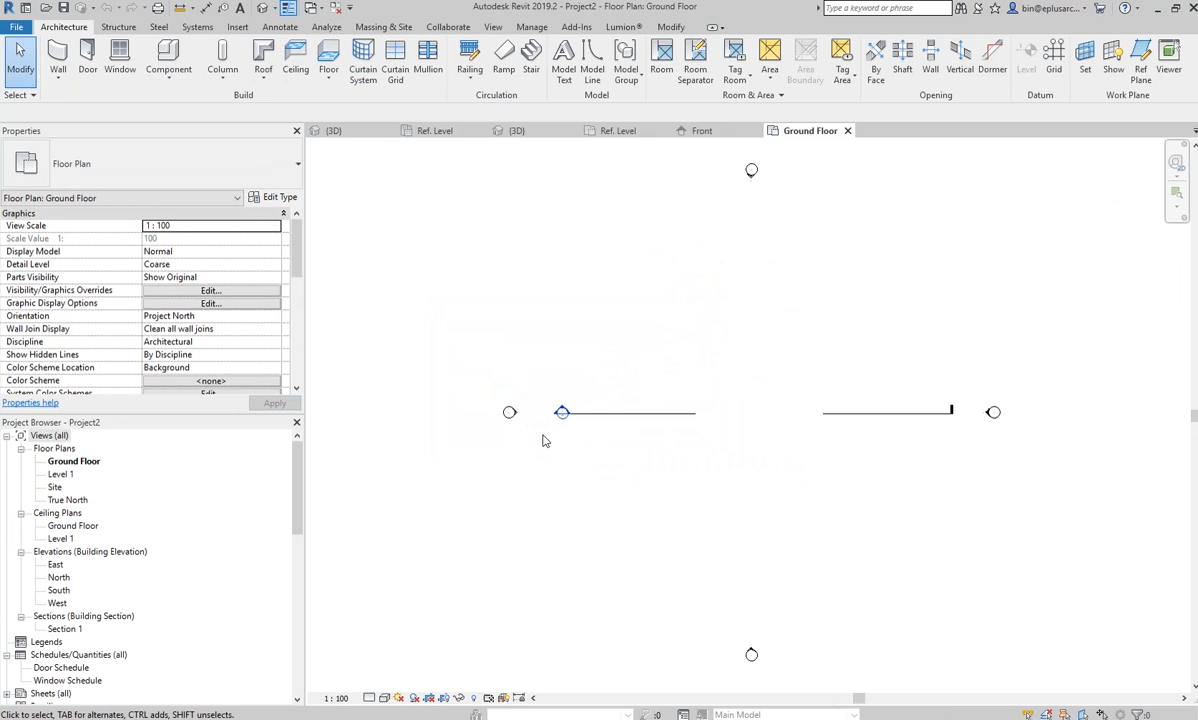 Autodesk Revit 2019.2 - Project2 - Floor Plan: Ground Floor
Type a keyword or phrase
bin@eplusarc...
File Architecture Structure Steel Systems Insert Annotate Analyze Massing & Site Collaborate View Manage Add-Ins Lumion® Modify
Modify Wall Door Window Component Column Roof Ceiling Floor Curtain System Curtain Grid Mullion Railing Ramp Stair Model Text Model Line Model Group Room Room Separator Tag Room Area Area Boundary Tag Area By Face Shaft Wall Vertical Dormer Level Grid Set Show Ref Plane Viewer
Select Build Circulation Model Room & Area Opening Datum Work Plane
Properties
(3D) Ref. Level (3D) Ref. Level Front Ground Floor
Floor Plan
Floor Plan: Ground Floor Edit Type
Graphics
View Scale 1 : 100
Scale Value 1: 100
Display Model Normal
Detail Level Coarse
Parts Visibility Show Original
Visibility/Graphics Overrides Edit...
Graphic Display Options Edit...
Orientation Project North
Wall Join Display Clean all wall joins
Discipline Architectural
Show Hidden Lines By Discipline
Color Scheme Location Background
Color Scheme <none>
System Color Schemes Edit...
Properties help Apply
Project Browser - Project2
Views (all)
Floor Plans
Ground Floor
Level 1
Site
True North
Ceiling Plans
Ground Floor
Level 1
Elevations (Building Elevation)
East
North
South
West
Sections (Building Section)
Section 1
Legends
Schedules/Quantities (all)
Door Schedule
Window Schedule
Sheets (all)
1 : 100
Click to select, TAB for alternates, CTRL adds, SHIFT unselects.
:0
Main Model
:0